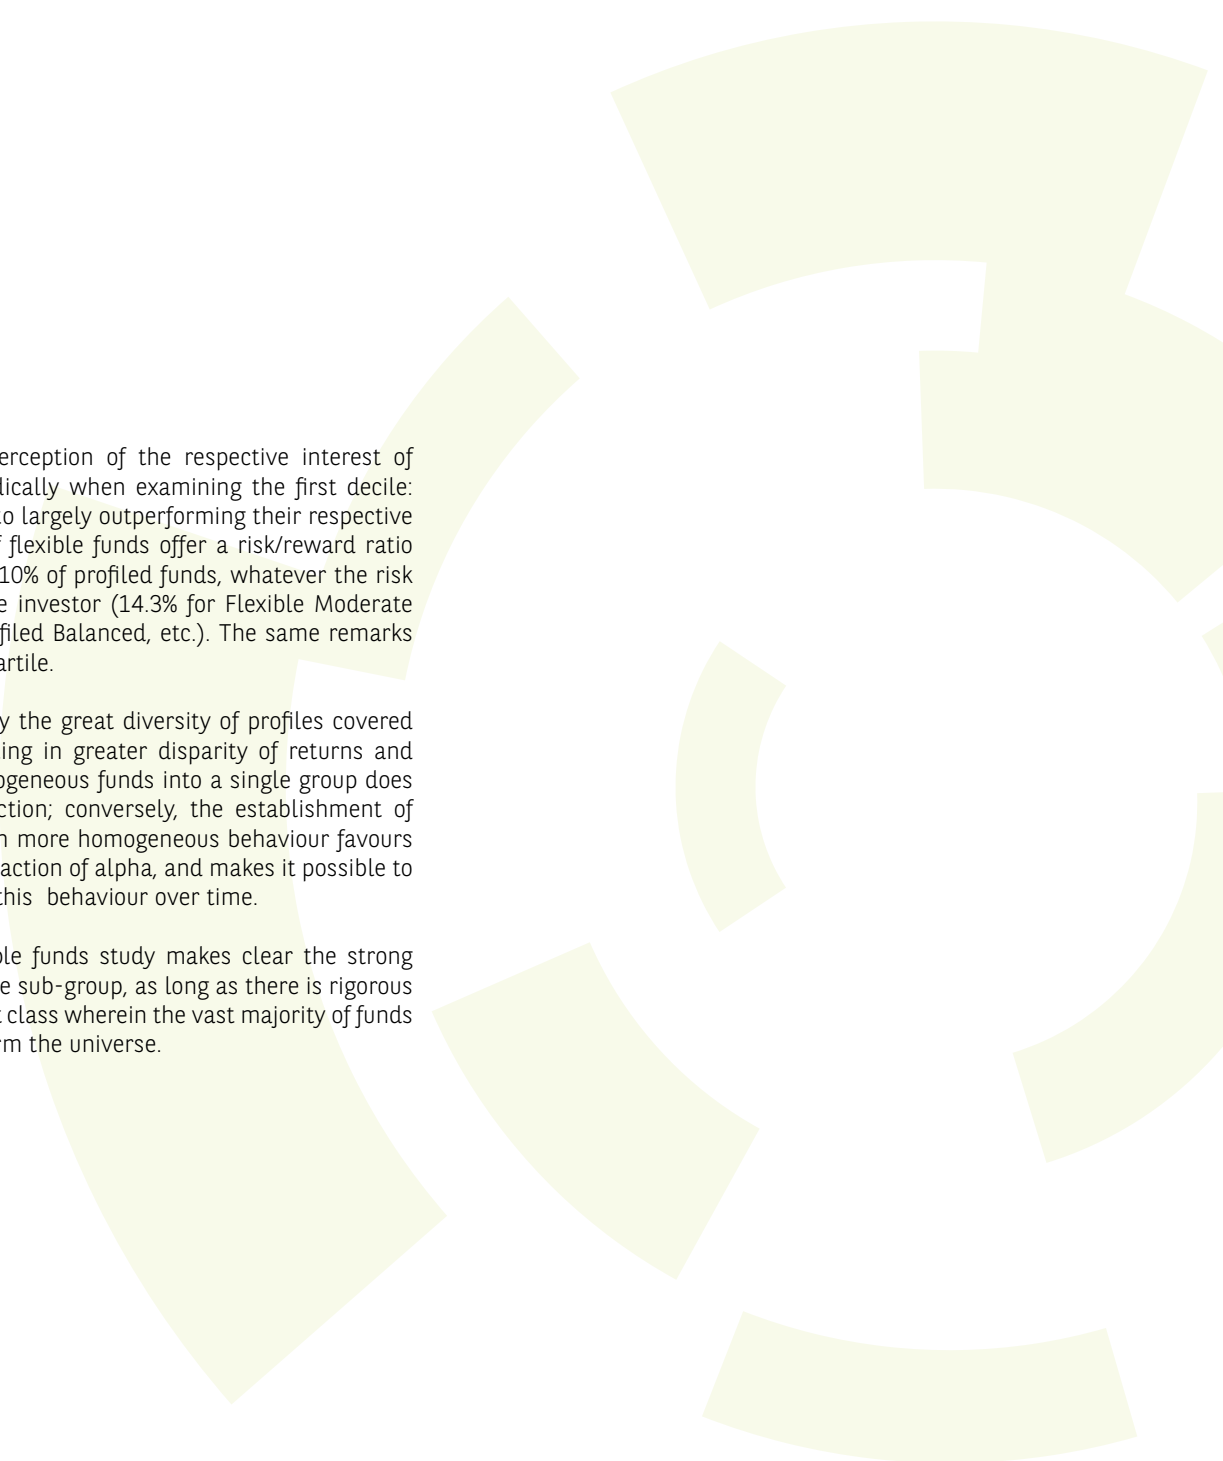 erception of the respective interest of
dically when examining the first decile:
to largely outperforming their respective
f flexible funds offer a risk/reward ratio
10% of profiled funds, whatever the risk
e investor (14.3% for Flexible Moderate
filed Balanced, etc.). The same remarks
artile.
y the great diversity of profiles covered
ing in greater disparity of returns and
ogeneous funds into a single group does
ction; conversely, the establishment of
n more homogeneous behaviour favours
action of alpha, and makes it possible to
this behaviour over time.
ble funds study makes clear the strong
e sub-group, as long as there is rigorous
t class wherein the vast majority of funds
rm the universe.